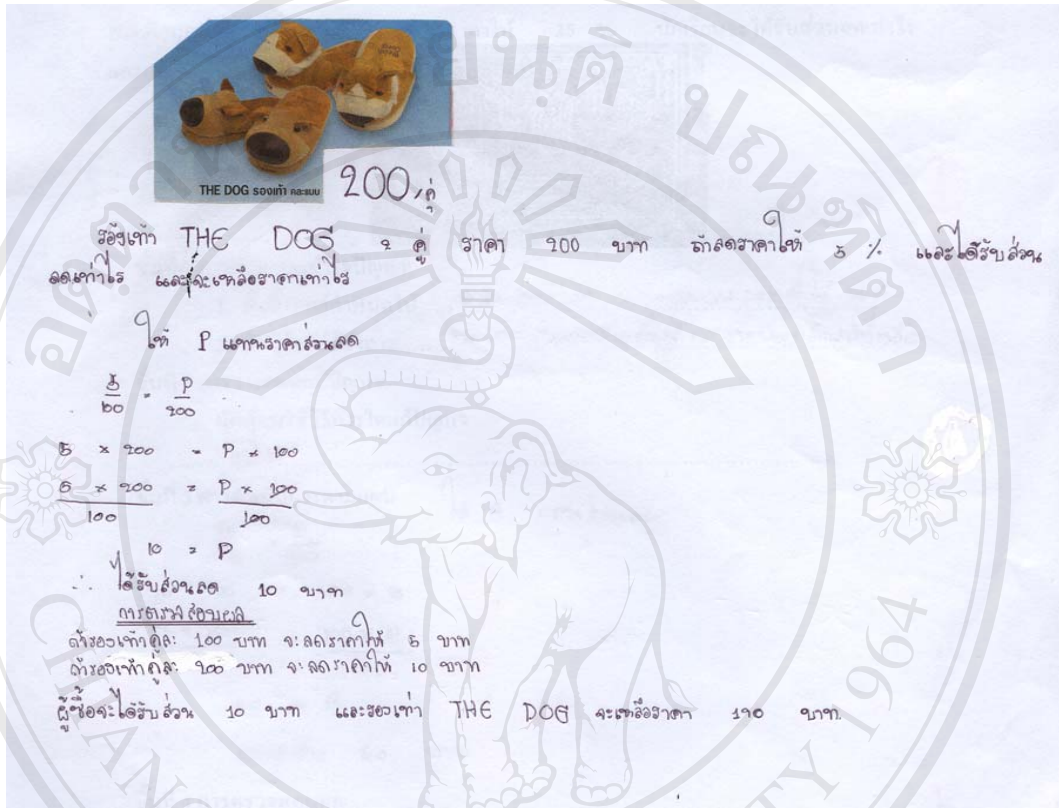 THE DOG รองเท้า คละแบบ
200/คู่
รองเท้า THE DOG 2 คู่ ราคา 200 บาท ถ้าลดราคาให้ 5 % และได้รับส่วน
ลดเท่าไร และจะเหลือราคาเท่าไร
ให้ P แทนราคาส่วนลด
5/100 = P/200
5 × 200 = P × 100
5 × 200 / 100 = P × 100 / 100
10 = P
∴ ได้รับส่วนลด 10 บาท
การตรวจสอบผล
ถ้ารองเท้าคู่ละ 100 บาท จะลดราคาให้ 5 บาท
ถ้ารองเท้าคู่ละ 200 บาท จะลดราคาให้ 10 บาท
ผู้ซื้อจะได้รับส่วน 10 บาท และรองเท้า THE DOG จะเหลือราคา 190 บาท